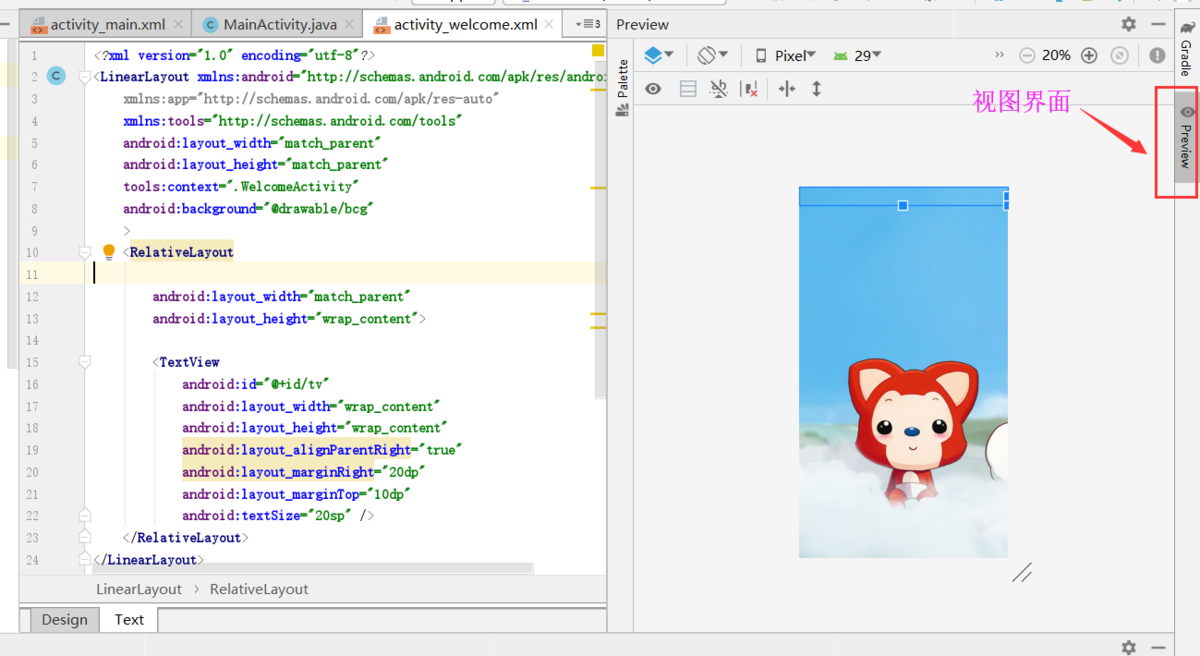 activity_main.xml
MainActivity.java
activity_welcome.xml
3
Preview
1 <?xml version="1.0" encoding="utf-8"?>
2 <LinearLayout xmlns:android="http://schemas.android.com/apk/res/andro
3 xmlns:app="http://schemas.android.com/apk/res-auto"
4 xmlns:tools="http://schemas.android.com/tools"
5 android:layout_width="match_parent"
6 android:layout_height="match_parent"
7 tools:context=".WelcomeActivity"
8 android:background="@drawable/bcg"
9 >
10 <RelativeLayout
11
12 android:layout_width="match_parent"
13 android:layout_height="wrap_content">
14
15 <TextView
16 android:id="@+id/tv"
17 android:layout_width="wrap_content"
18 android:layout_height="wrap_content"
19 android:layout_alignParentRight="true"
20 android:layout_marginRight="20dp"
21 android:layout_marginTop="10dp"
22 android:textSize="20sp" />
23 </RelativeLayout>
24 </LinearLayout>
LinearLayout > RelativeLayout
Design
Text
Palette
Pixel
29
20%
视图界面
Gradle
Preview